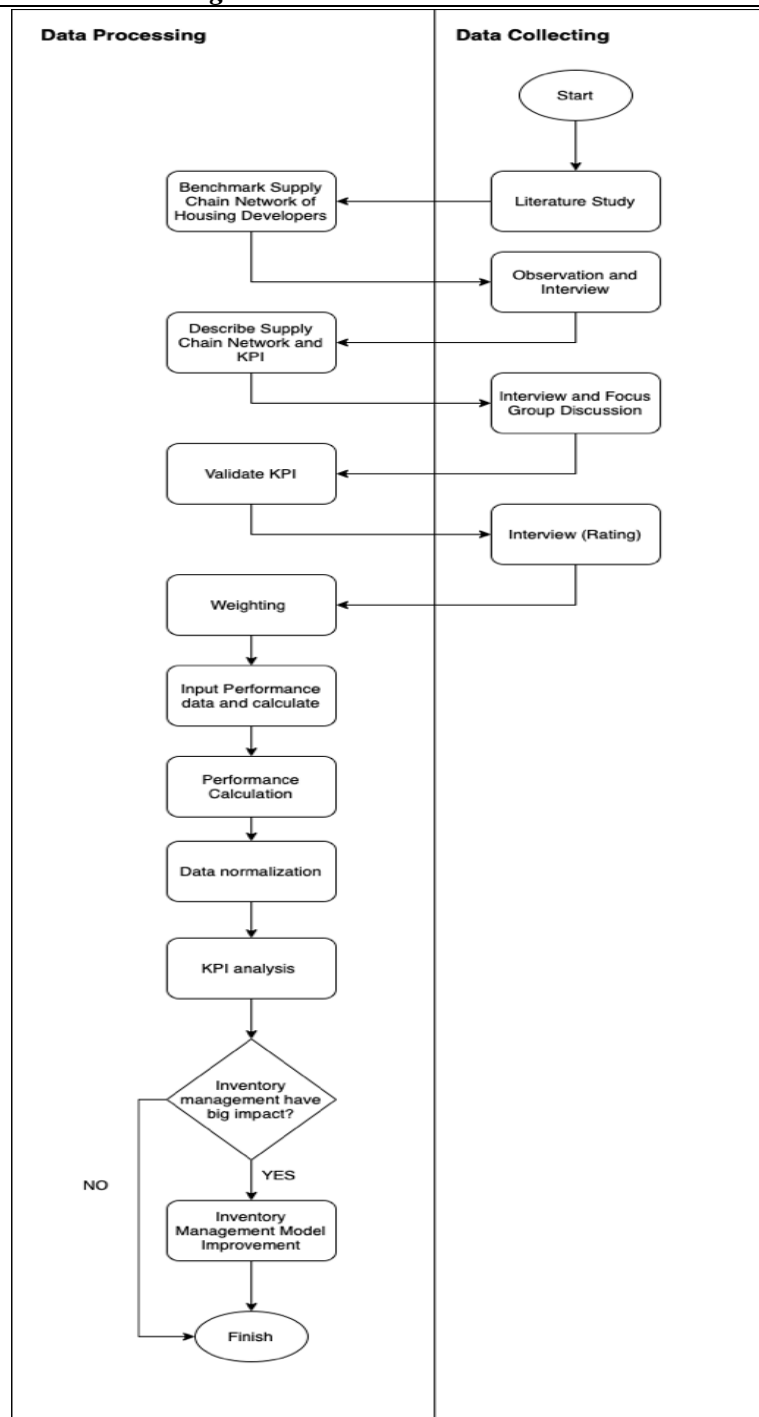 Data Processing
Data Collecting
Start
Literature Study
Benchmark Supply
Chain Network of
Housing Developers
Observation and
Interview
Describe Supply
Chain Network and
KPI
Interview and Focus
Group Discussion
Validate KPI
Interview (Rating)
Weighting
Input Performance
data and calculate
Performance
Calculation
Data normalization
KPI analysis
Inventory
management have
big impact?
NO
YES
Inventory
Management Model
Improvement
Finish